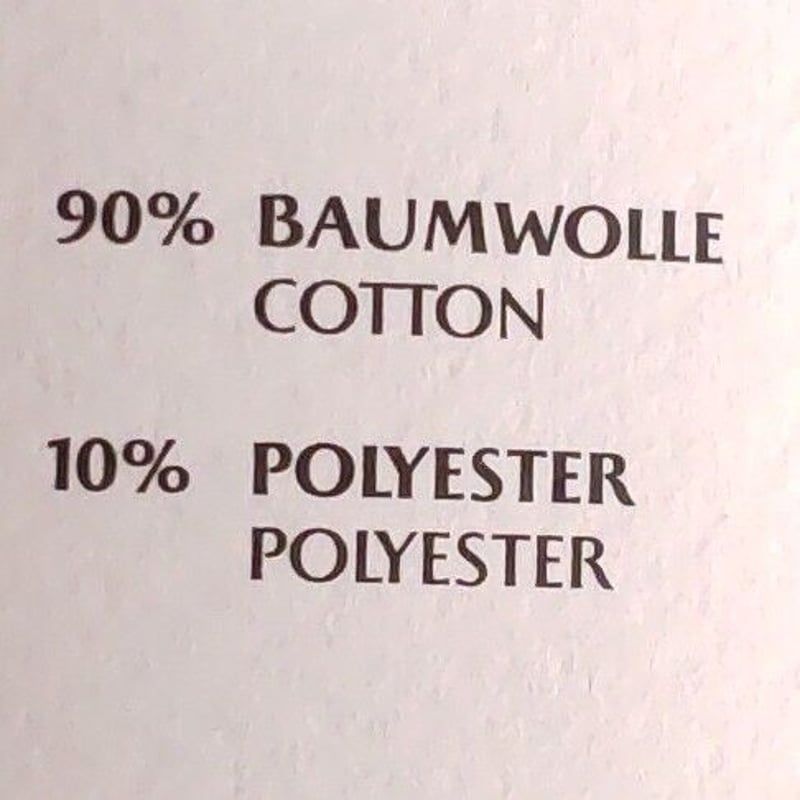 90% BAUMWOLLE
COTTON
10% POLYESTER
POLYESTER